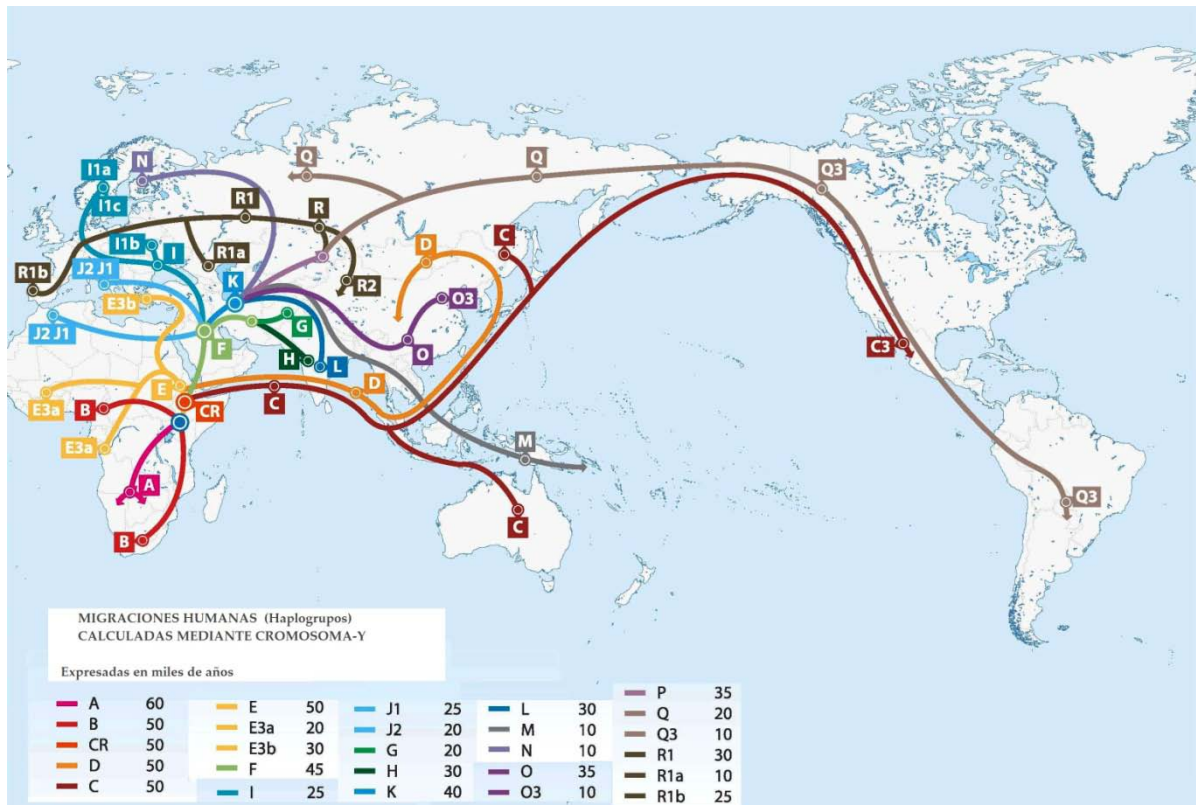 I1a
N
Q
Q
Q3
I1c
R1
R
I1b
I
R1a
D
C
R1b
J2 J1
K
R2
E3b
O3
J2 J1
G
F
O
C3
H
L
E
D
E3a
B
CR
C
E3a
M
A
Q3
C
B
MIGRACIONES HUMANAS (Haplogrupos)
CALCULADAS MEDIANTE CROMOSOMA-Y
Expresadas en miles de años
A 60
B 50
CR 50
D 50
C 50
E 50
E3a 20
E3b 30
F 45
I 25
J1 25
J2 20
G 20
H 30
K 40
L 30
M 10
N 10
O 35
O3 10
P 35
Q 20
Q3 10
R1 30
R1a 10
R1b 25